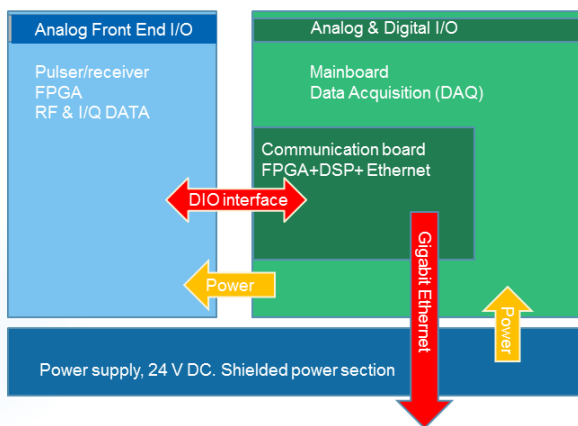 Analog Front End I/O
Pulser/receiver
FPGA
RF & I/Q DATA
Analog & Digital I/O
Mainboard
Data Acquisition (DAQ)
Communication board
FPGA+DSP+ Ethernet
DIO interface
Power
Gigabit Ethernet
Power
Power supply, 24 V DC. Shielded power section